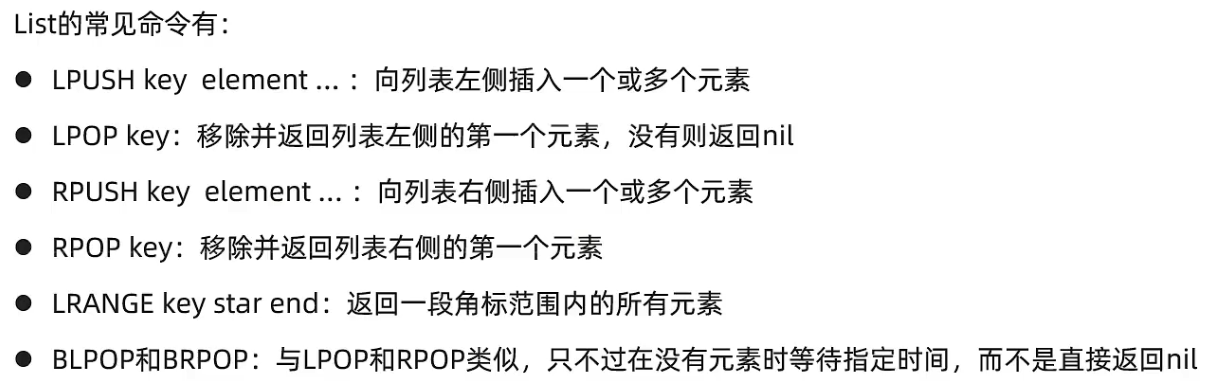 List的常见命令有：
● LPUSH key  element ... ：向列表左侧插入一个或多个元素
● LPOP key：移除并返回列表左侧的第一个元素，没有则返回nil
● RPUSH key  element ... ：向列表右侧插入一个或多个元素
● RPOP key：移除并返回列表右侧的第一个元素
● LRANGE key star end：返回一段角标范围内的所有元素
● BLPOP和BRPOP：与LPOP和RPOP类似，只不过在没有元素时等待指定时间，而不是直接返回nil